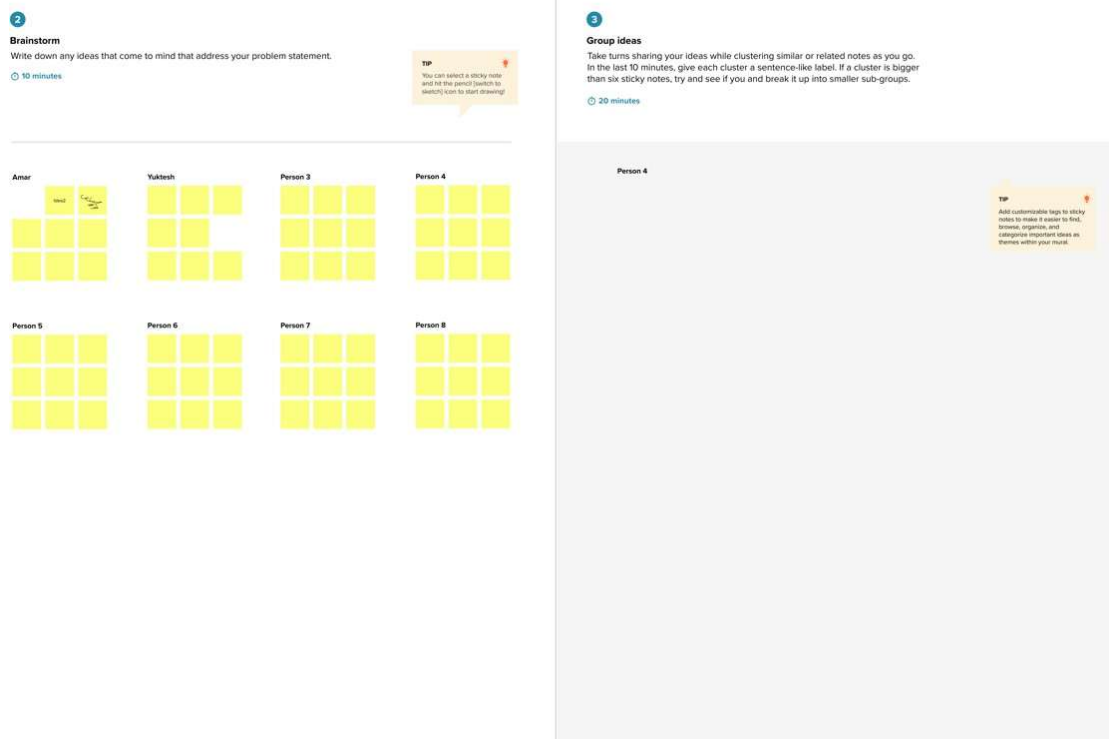 2
Brainstorm
Write down any ideas that come to mind that address your problem statement.
10 minutes
TIP
You can select a sticky note
and hit the pencil [switch to
sketch] icon to start drawing!
Amar
Yuktesh
Person 3
Person 4
Idea2
Person 5
Person 6
Person 7
Person 8
3
Group ideas
Take turns sharing your ideas while clustering similar or related notes as you go.
In the last 10 minutes, give each cluster a sentence-like label. If a cluster is bigger
than six sticky notes, try and see if you and break it up into smaller sub-groups.
20 minutes
Person 4
TIP
Add customizable tags to sticky
notes to make it easier to find,
browse, organize, and
categorize important ideas as
themes within your mural.